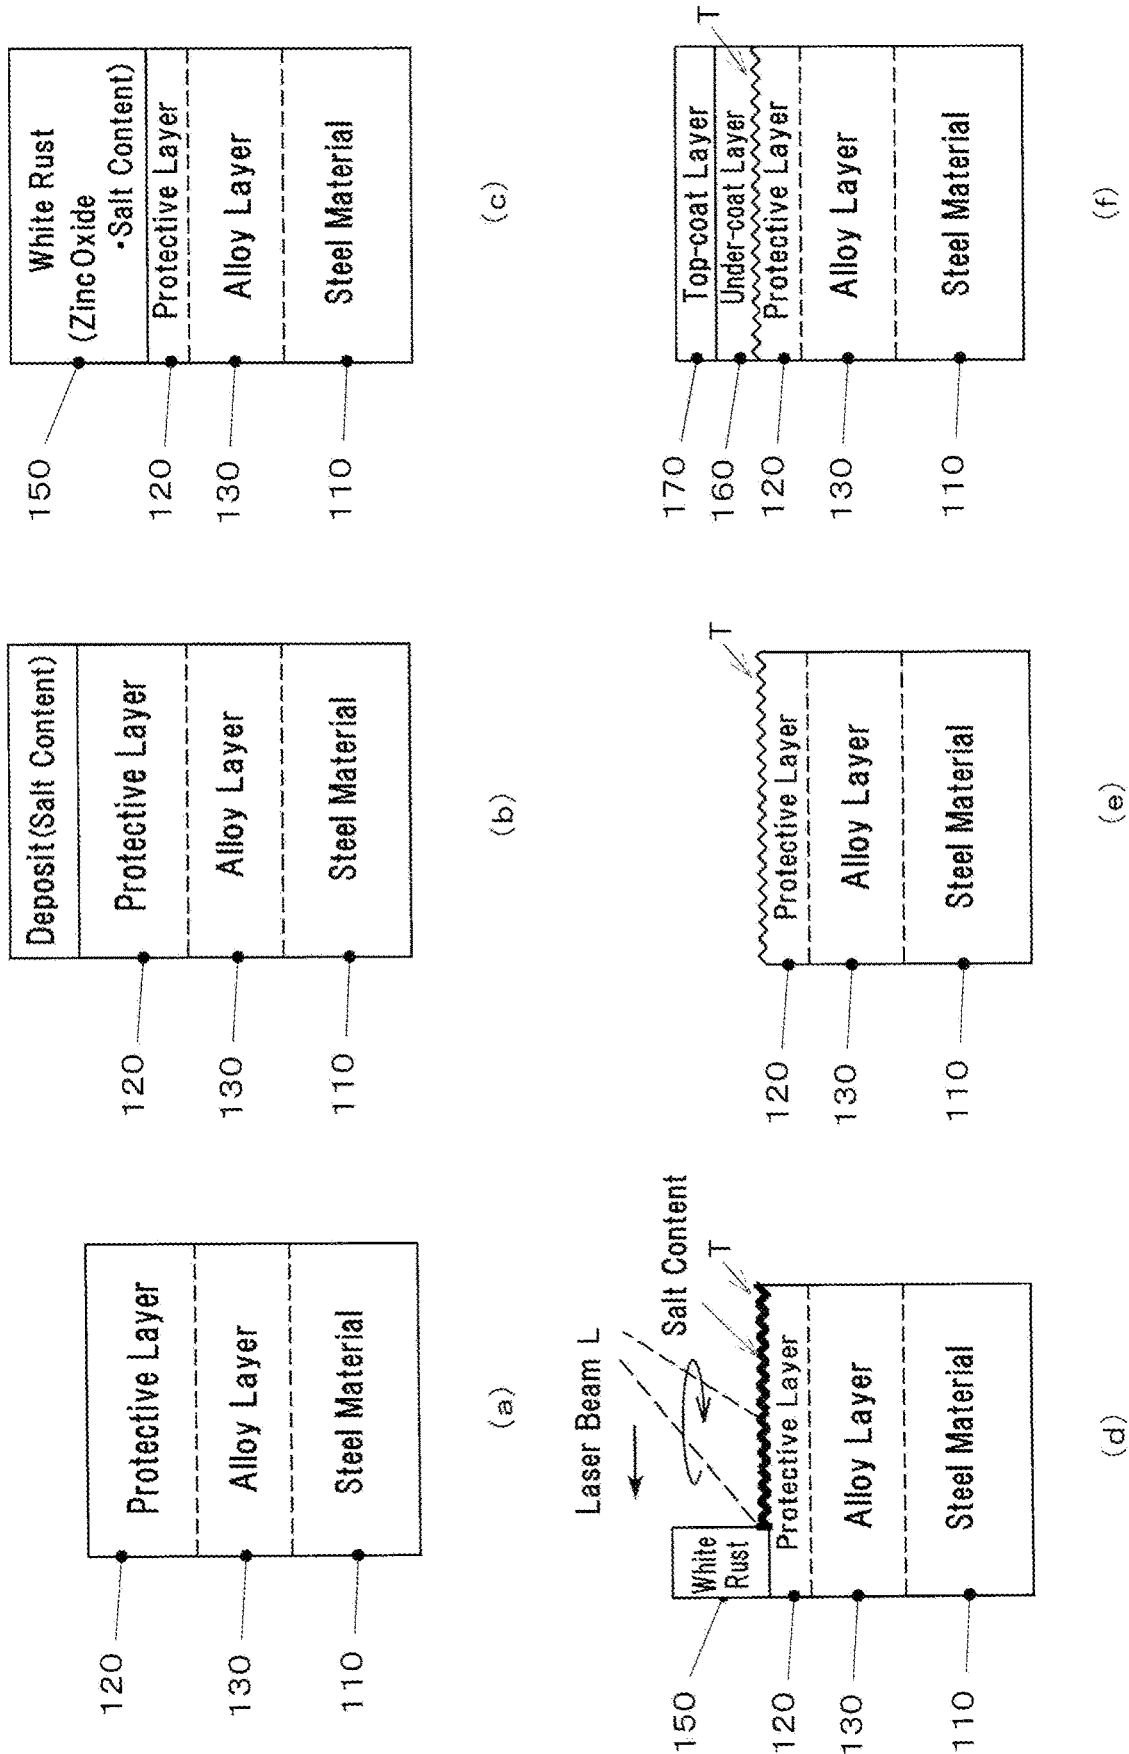 Protective Layer
Alloy Layer
Steel Material
120
130
110
(a)
Deposit(Salt Content)
Protective Layer
Alloy Layer
Steel Material
120
130
110
(b)
White Rust
(ZincOxide
・Salt Content)
Protective Layer
Alloy Layer
Steel Material
150
120
130
110
(c)
Laser Beam L
Salt Content
T
White
Rust
Protective Layer
Alloy Layer
Steel Material
150
120
130
110
(d)
T
Protective Layer
Alloy Layer
Steel Material
120
130
110
(e)
T
Top-coat Layer
Under-coat Layer
Protective Layer
Alloy Layer
Steel Material
170
160
120
130
110
(f)